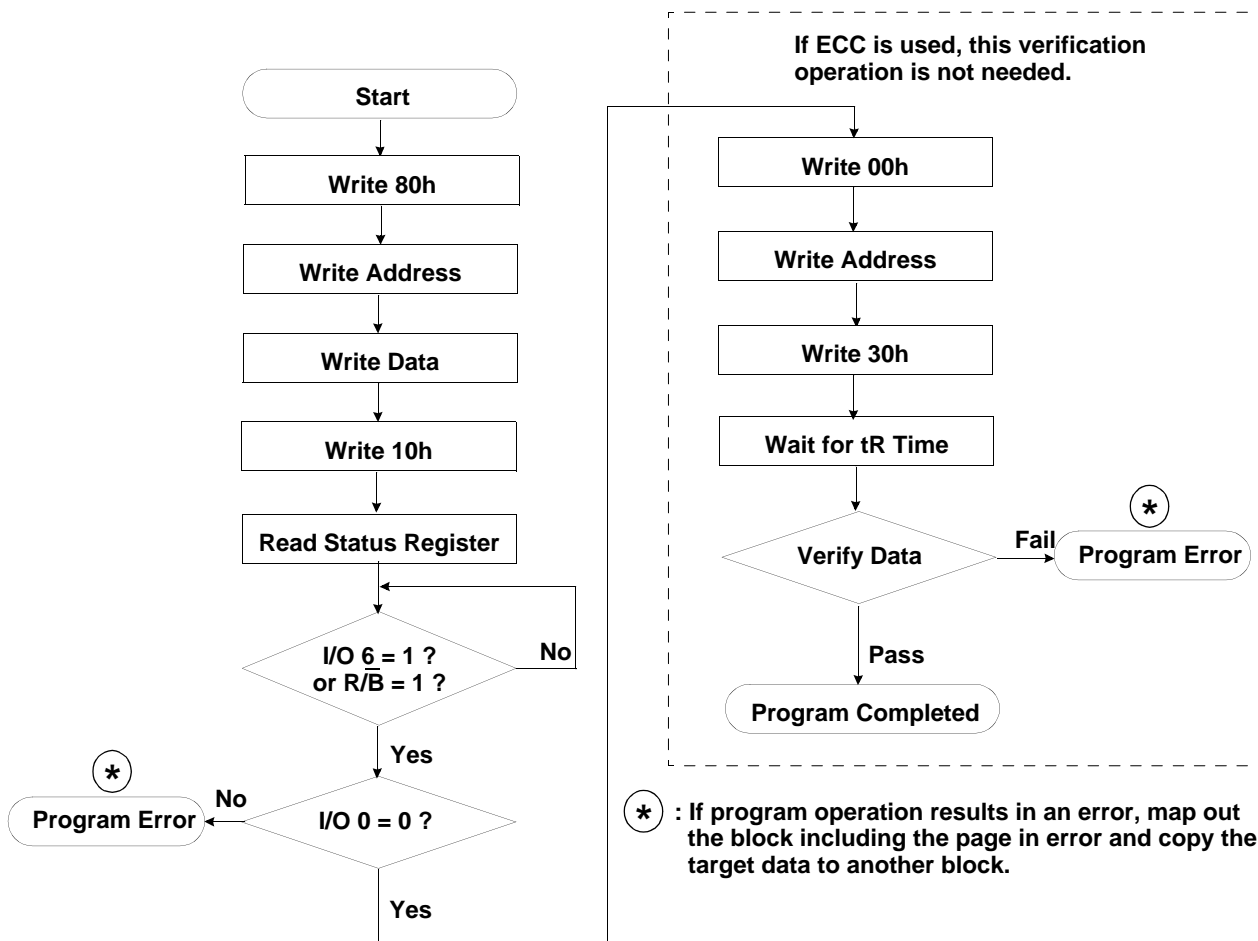 Start
Write 80h
Write Address
Write Data
Write 10h
Read Status Register
I/O 6 = 1 ?
or R/B̅ = 1 ?
No
Yes
*
No
Program Error
I/O 0 = 0 ?
Yes
If ECC is used, this verification
operation is not needed.
Write 00h
Write Address
Write 30h
Wait for tR Time
Verify Data
Fail
*
Program Error
Pass
Program Completed
* : If program operation results in an error, map out
the block including the page in error and copy the
target data to another block.